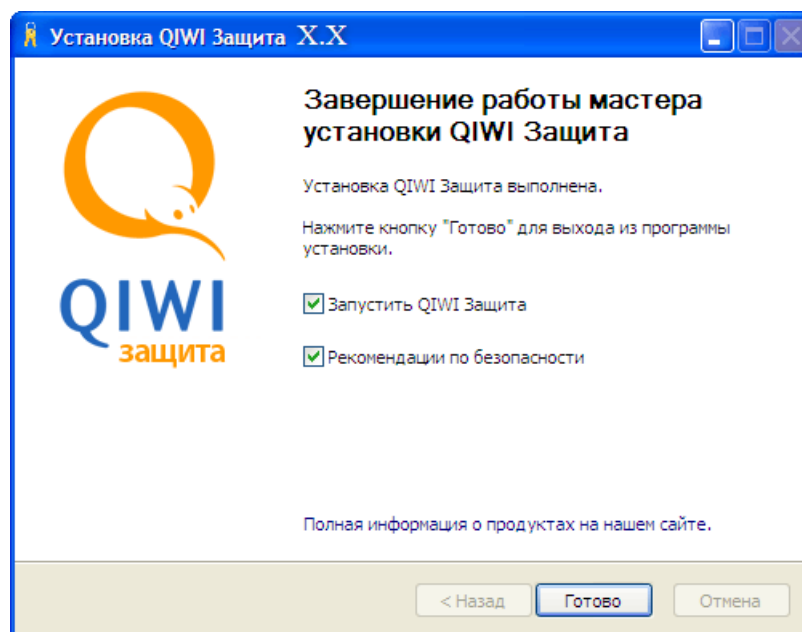 Установка QIWI Защита X.X
Завершение работы мастера
установки QIWI Защита
Установка QIWI Защита выполнена.
Нажмите кнопку "Готово" для выхода из программы
установки.
QIWI
защита
Запустить QIWI Защита
Рекомендации по безопасности
Полная информация о продуктах на нашем сайте.
< Назад
Готово
Отмена